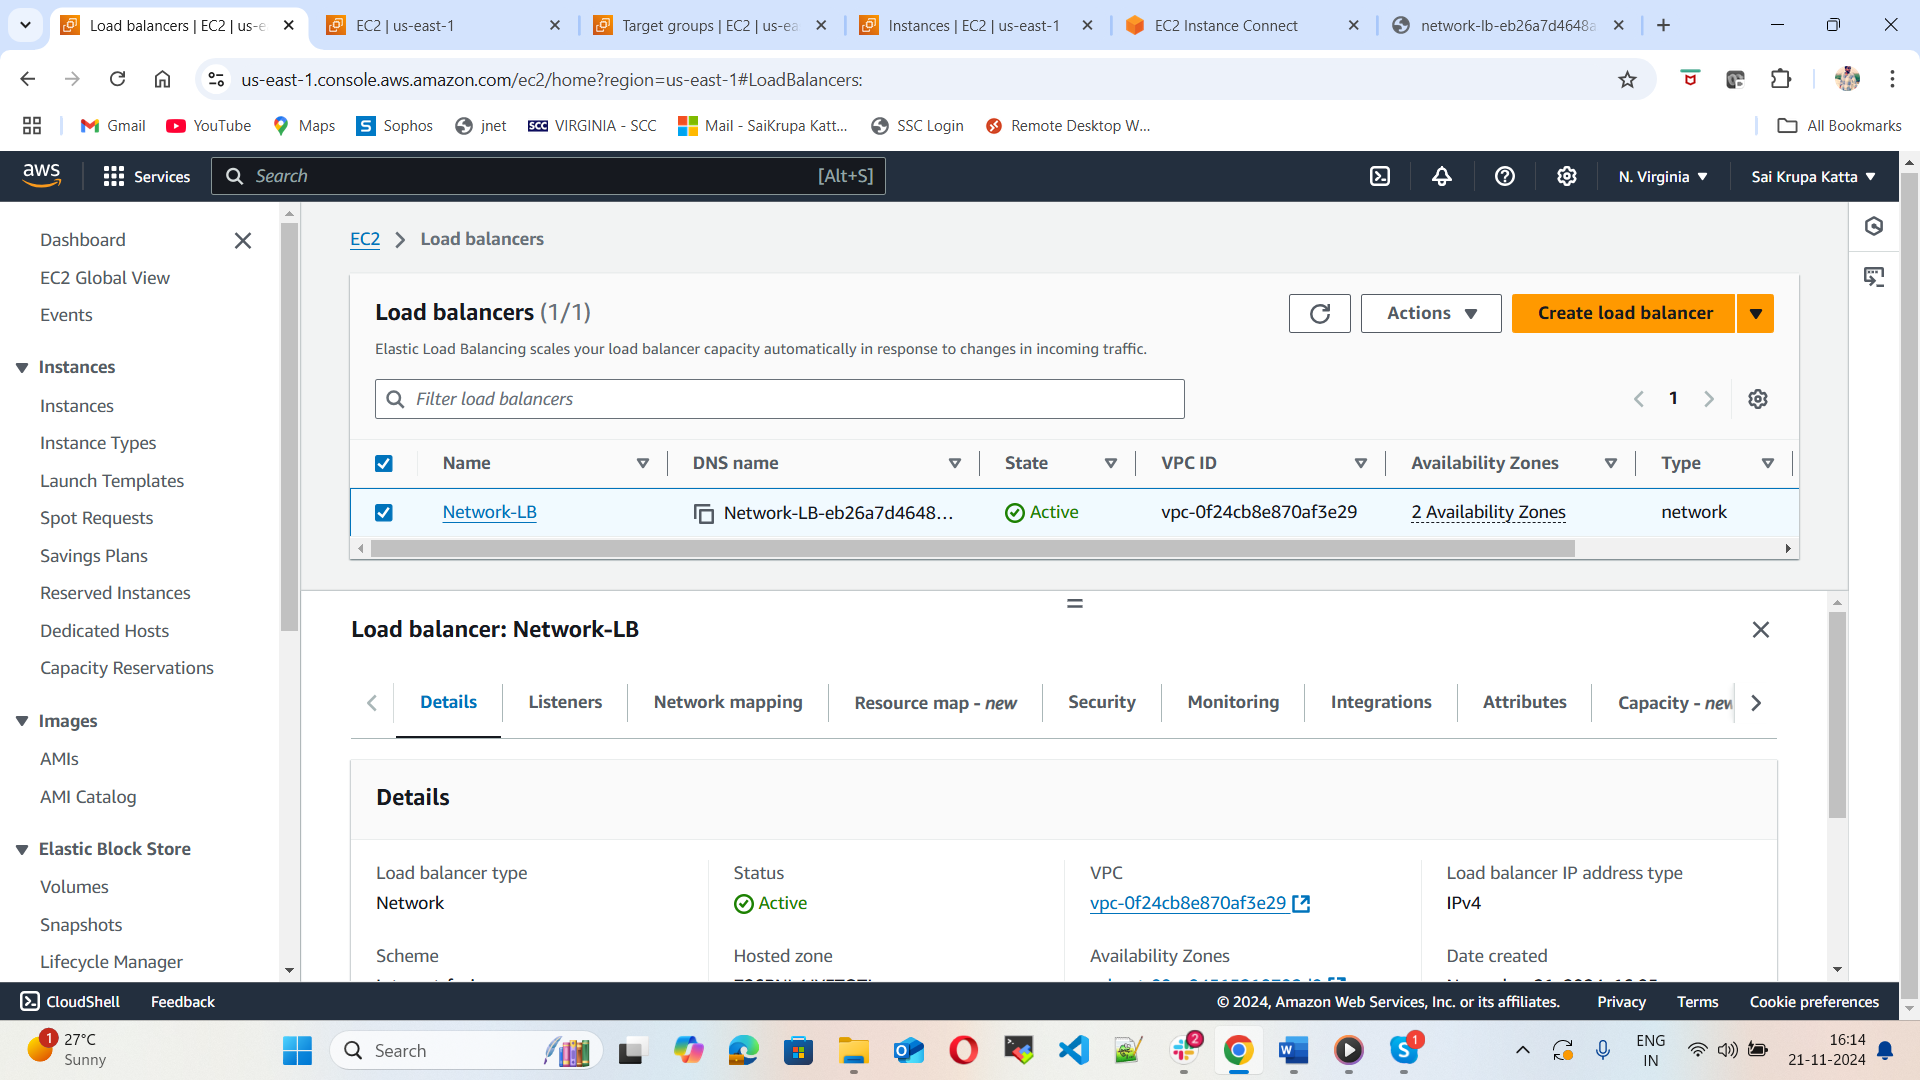 Load balancers | EC2 | us-e
EC2 | us-east-1
Target groups | EC2 | us-ea
Instances | EC2 | us-east-1
EC2 Instance Connect
network-lb-eb26a7d4648a
us-east-1.console.aws.amazon.com/ec2/home?region=us-east-1#LoadBalancers:
Gmail
YouTube
Maps
Sophos
jnet
SCC VIRGINIA - SCC
Mail - SaiKrupa Katt...
SSC Login
Remote Desktop W...
All Bookmarks
aws
Services
Search
[Alt+S]
N. Virginia
Sai Krupa Katta
Dashboard
EC2 Global View
Events
Instances
Instances
Instance Types
Launch Templates
Spot Requests
Savings Plans
Reserved Instances
Dedicated Hosts
Capacity Reservations
Images
AMIs
AMI Catalog
Elastic Block Store
Volumes
Snapshots
Lifecycle Manager
EC2 > Load balancers
Load balancers (1/1)
Actions
Create load balancer
Elastic Load Balancing scales your load balancer capacity automatically in response to changes in incoming traffic.
Filter load balancers
1
Name DNS name State VPC ID Availability Zones Type
Network-LB Network-LB-eb26a7d4648... Active vpc-0f24cb8e870af3e29 2 Availability Zones network
Load balancer: Network-LB
Details Listeners Network mapping Resource map - new Security Monitoring Integrations Attributes Capacity - new
Details
Load balancer type
Network
Status
Active
VPC
vpc-0f24cb8e870af3e29
Load balancer IP address type
IPv4
Scheme
Hosted zone
Availability Zones
Date created
CloudShell
Feedback
© 2024, Amazon Web Services, Inc. or its affiliates.
Privacy
Terms
Cookie preferences
1
27°C
Sunny
Search
2
1
ENG
IN
16:14
21-11-2024